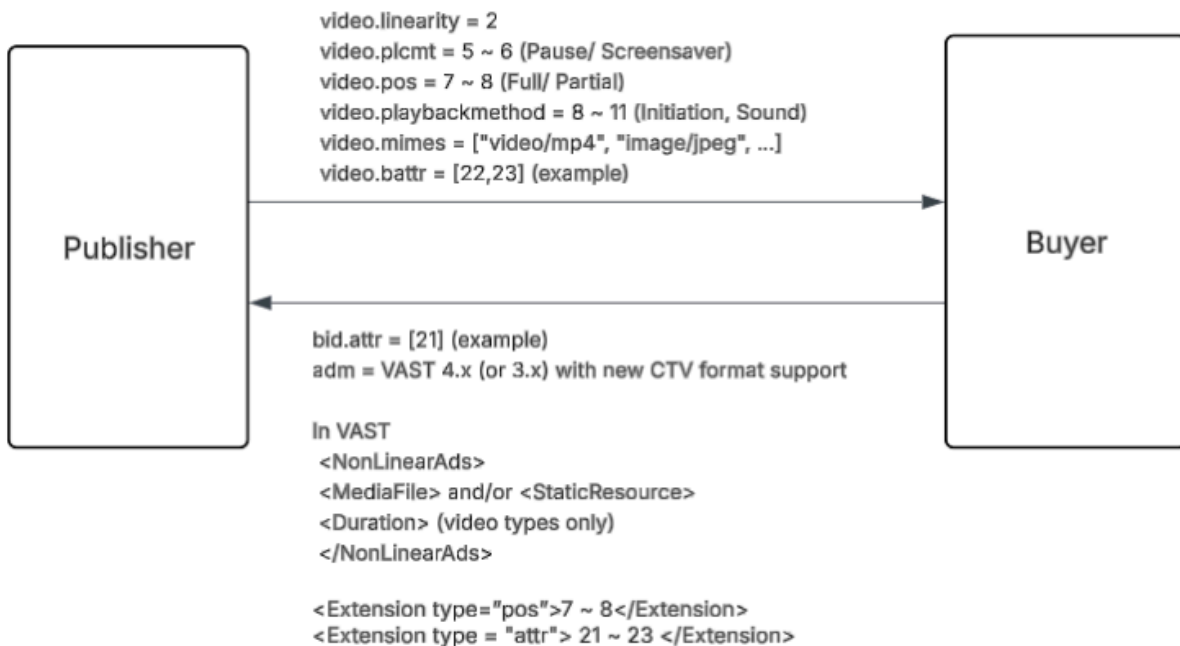 video.linearity = 2
video.plcmt = 5 ~ 6 (Pause/ Screensaver)
video.pos = 7 ~ 8 (Full/ Partial)
video.playbackmethod = 8 ~ 11 (Initiation, Sound)
video.mimes = ["video/mp4", "image/jpeg", ...]
video.battr = [22,23] (example)
Publisher
Buyer
bid.attr = [21] (example)
adm = VAST 4.x (or 3.x) with new CTV format support
In VAST
<NonLinearAds>
<MediaFile> and/or <StaticResource>
<Duration> (video types only)
</NonLinearAds>
<Extension type="pos">7 ~ 8</Extension>
<Extension type = "attr"> 21 ~ 23 </Extension>